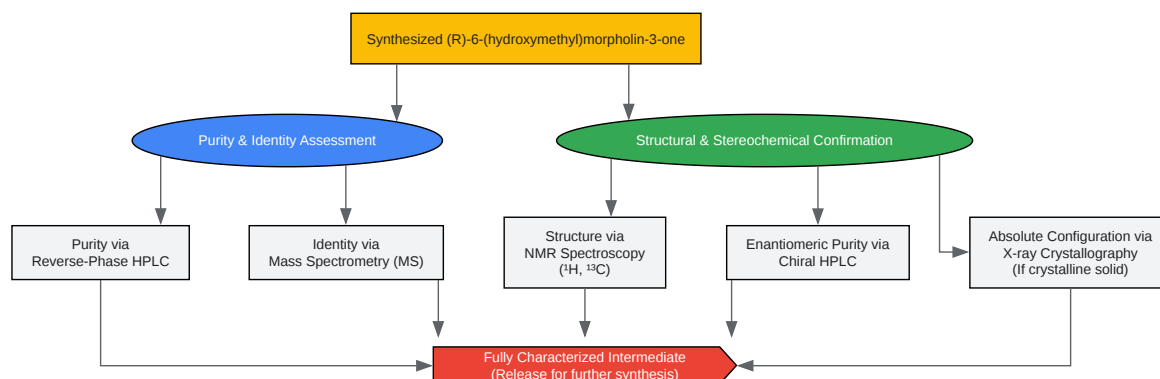 Synthesized (R)-6-(hydroxymethyl)morpholin-3-one
Purity & Identity Assessment
Structural & Stereochemical Confirmation
Purity via
Reverse-Phase HPLC
Identity via
Mass Spectrometry (MS)
Structure via
NMR Spectroscopy
(¹H, ¹³C)
Enantiomeric Purity via
Chiral HPLC
Absolute Configuration via
X-ray Crystallography
(If crystalline solid)
Fully Characterized Intermediate
(Release for further synthesis)